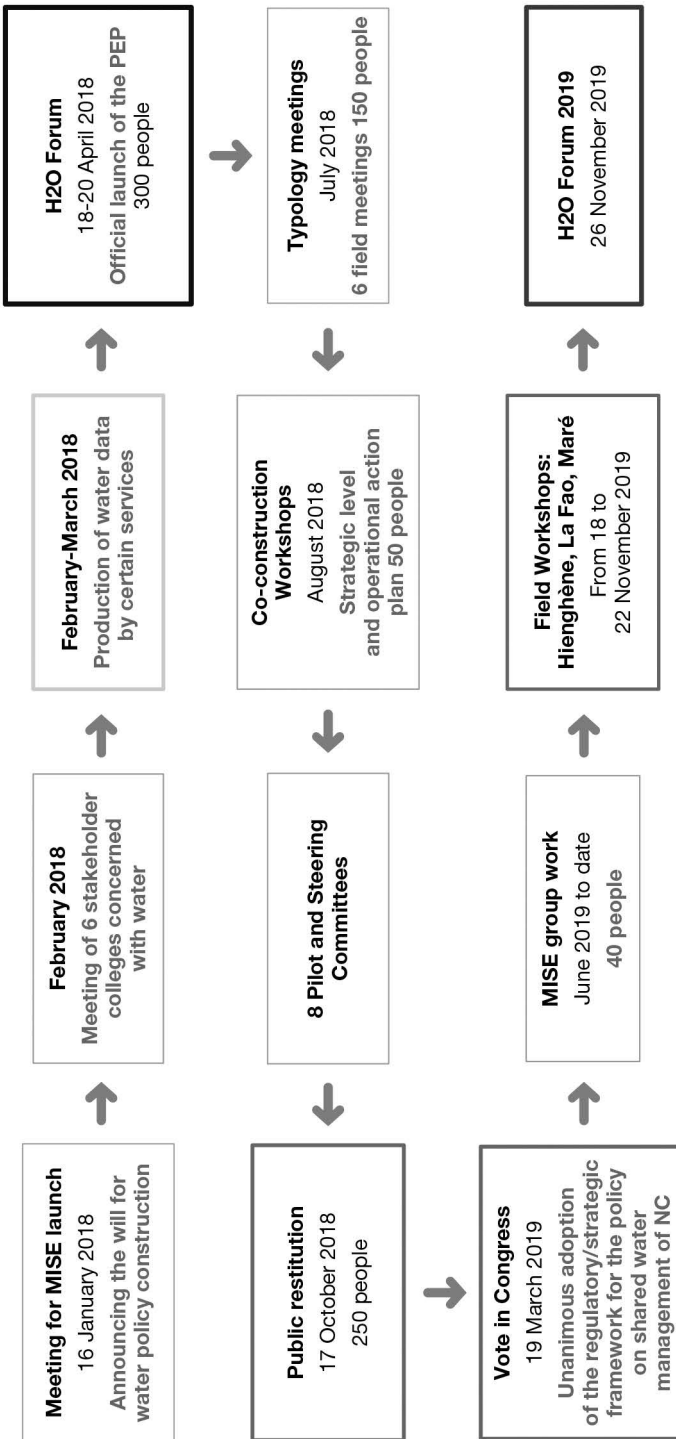 Meeting for MISE launch
16 January 2018
Announcing the will for
water policy construction
February 2018
Meeting of 6 stakeholder
colleges concerned
with water
February-March 2018
Production of water data
by certain services
H2O Forum
18-20 April 2018
Official launch of the PEP
300 people
Typology meetings
July 2018
6 field meetings 150 people
Co-construction
Workshops
August 2018
Strategic level
and operational action
plan 50 people
8 Pilot and Steering
Committees
Public restitution
17 October 2018
250 people
Vote in Congress
19 March 2019
Unanimous adoption
of the regulatory/strategic
framework for the policy
on shared water
management of NC
MISE group work
June 2019 to date
40 people
Field Workshops:
Hienghène, La Fao, Maré
From 18 to
22 November 2019
H2O Forum 2019
26 November 2019